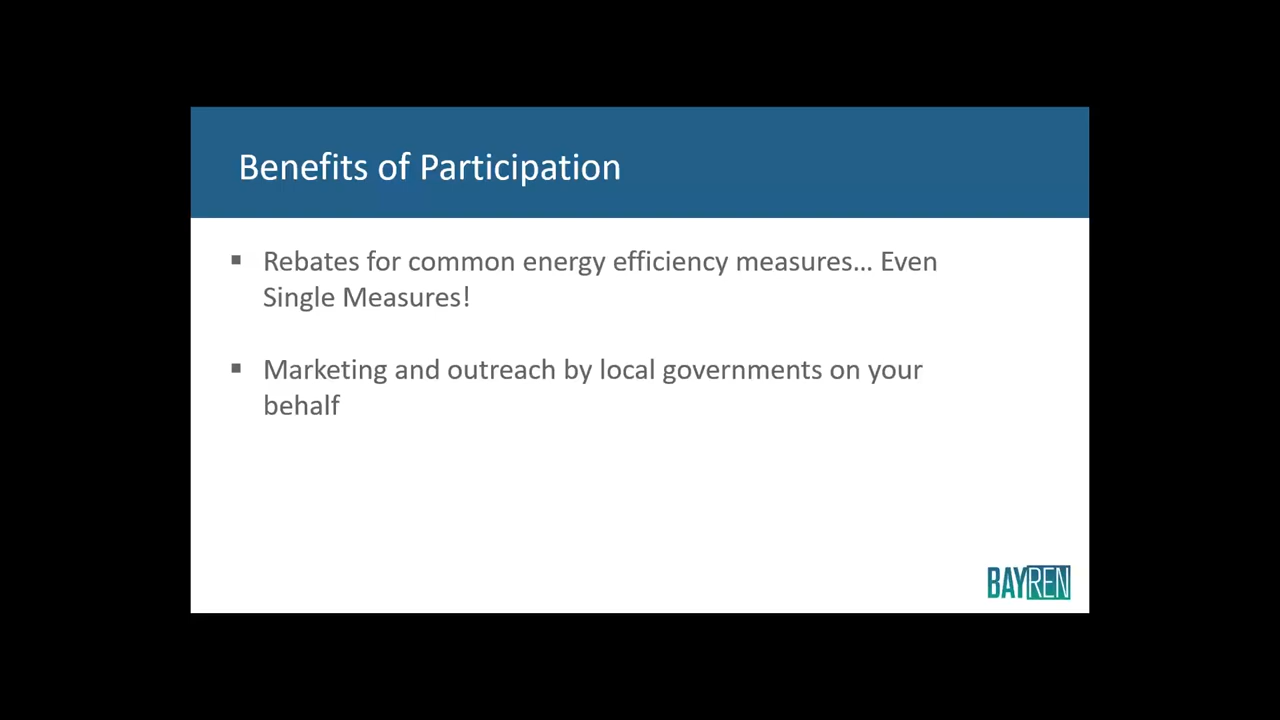 Benefits of Participation
▪ Rebates for common energy efficiency measures… Even
Single Measures!
▪ Marketing and outreach by local governments on your
behalf
BAYREN